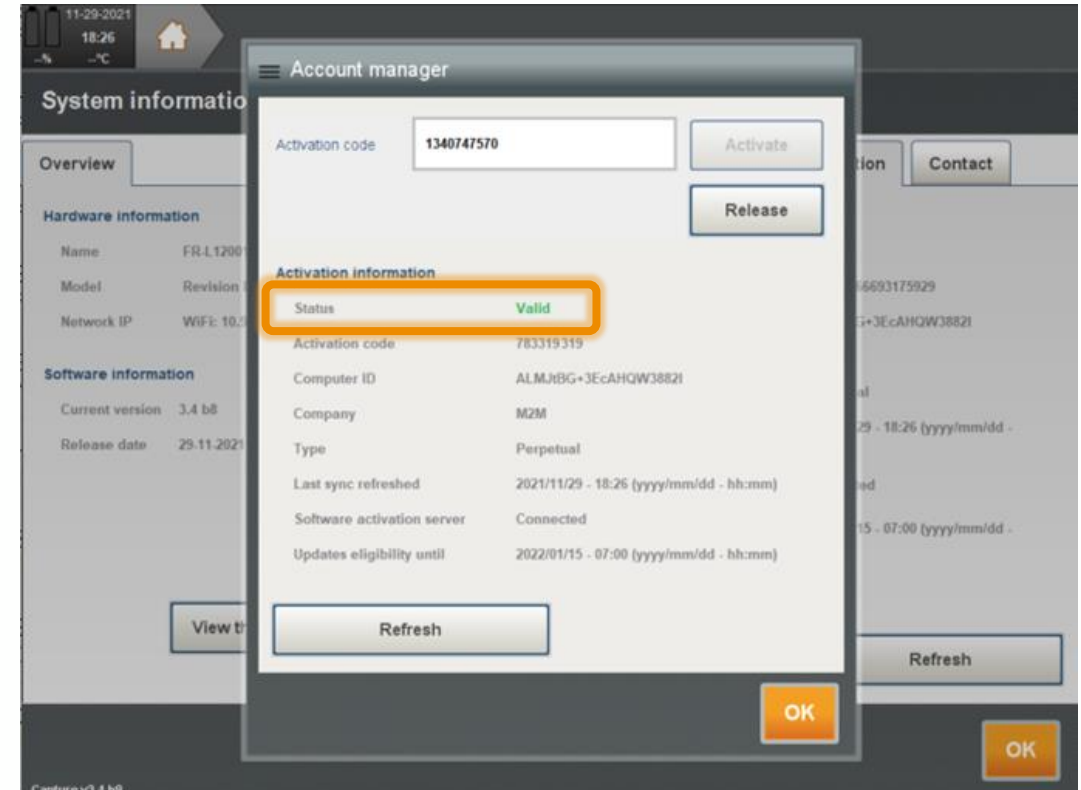 11-29-2021
18:26
--% --°C
Account manager
System informatio
Activation code 1340747570 Activate
Release
Overview
tion Contact
Hardware information
Name FR-L1200
Model Revision
Network IP WiFi: 10.
Software information
Current version 3.4 b8
Release date 29-11-2021
View th
Activation information
Status Valid
Activation code 783319319
Computer ID
Company M2M
Type Perpetual
Last sync refreshed 2021/11/29 - 18:26 (yyyy/mm/dd - hh:mm)
Software activation server Connected
Updates eligibility until 2022/01/15 - 07:00 (yyyy/mm/dd - hh:mm)
Refresh
OK
6693175929
al
29 - 18:26 (yyyy/mm/dd -
ed
15 - 07:00 (yyyy/mm/dd -
Refresh
OK